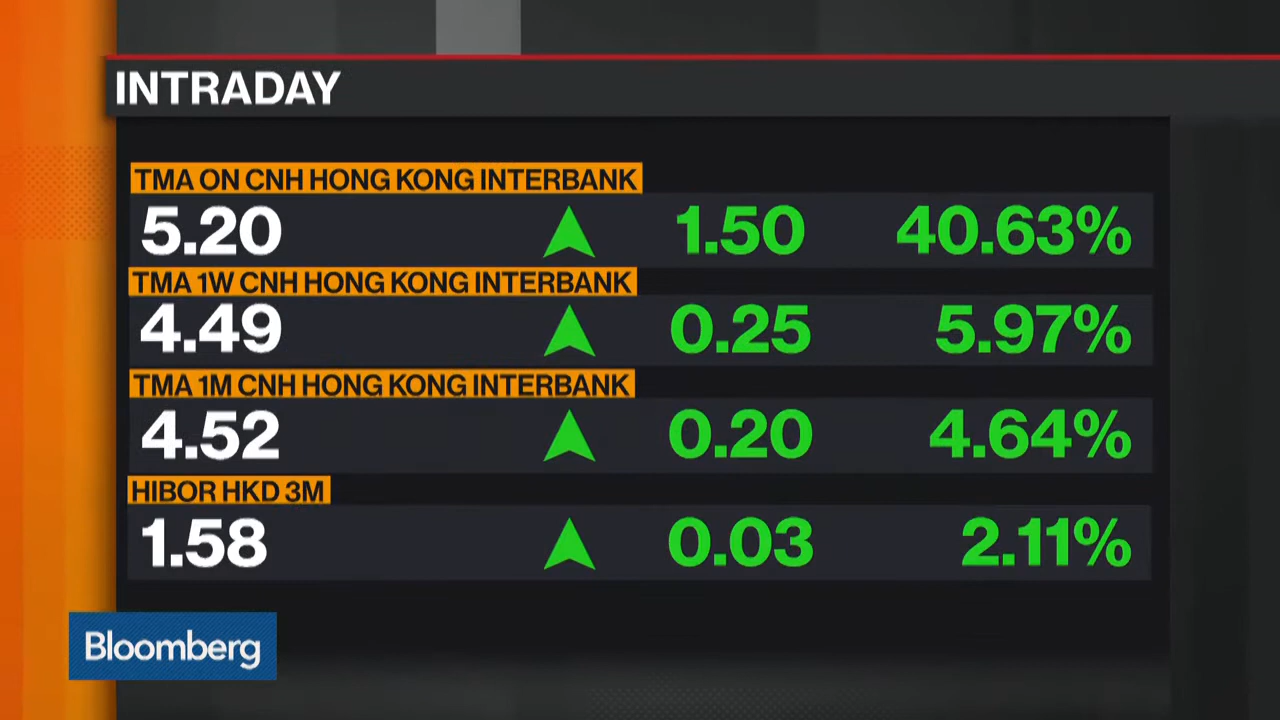 INTRADAY
TMA ON CNH HONG KONG INTERBANK
5.20 ▲ 1.50 40.63%
TMA 1W CNH HONG KONG INTERBANK
4.49 ▲ 0.25 5.97%
TMA 1M CNH HONG KONG INTERBANK
4.52 ▲ 0.20 4.64%
HIBOR HKD 3M
1.58 ▲ 0.03 2.11%
Bloomberg